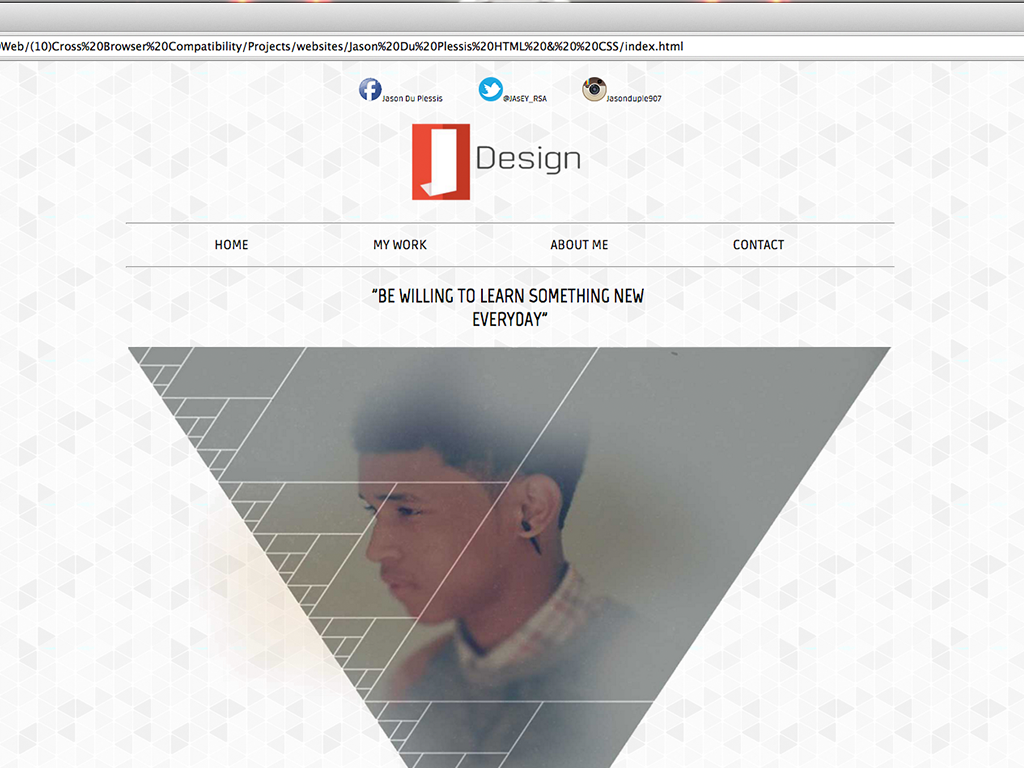 Web/(10)Cross%20Browser%20Compatibility/Projects/websites/Jason%20Du%20Plessis%20HTML%20&%20%20CSS/index.html
Jason Du Plessis
@JAsEY_RSA
Jasonduple907
Design
HOME
MY WORK
ABOUT ME
CONTACT
“BE WILLING TO LEARN SOMETHING NEW
EVERYDAY”